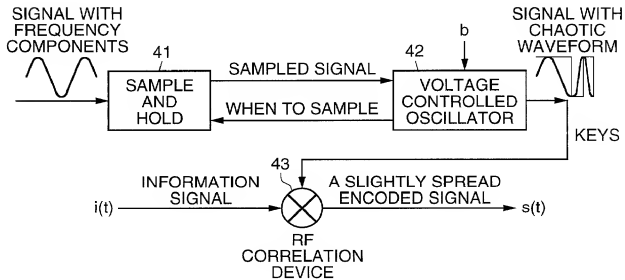 SIGNAL WITH
FREQUENCY
COMPONENTS
41
SAMPLE
AND
HOLD
SAMPLED SIGNAL
WHEN TO SAMPLE
42
b
VOLTAGE
CONTROLLED
OSCILLATOR
SIGNAL WITH
CHAOTIC
WAVEFORM
KEYS
43
INFORMATION
SIGNAL
i(t)
A SLIGHTLY SPREAD
ENCODED SIGNAL
s(t)
RF
CORRELATION
DEVICE